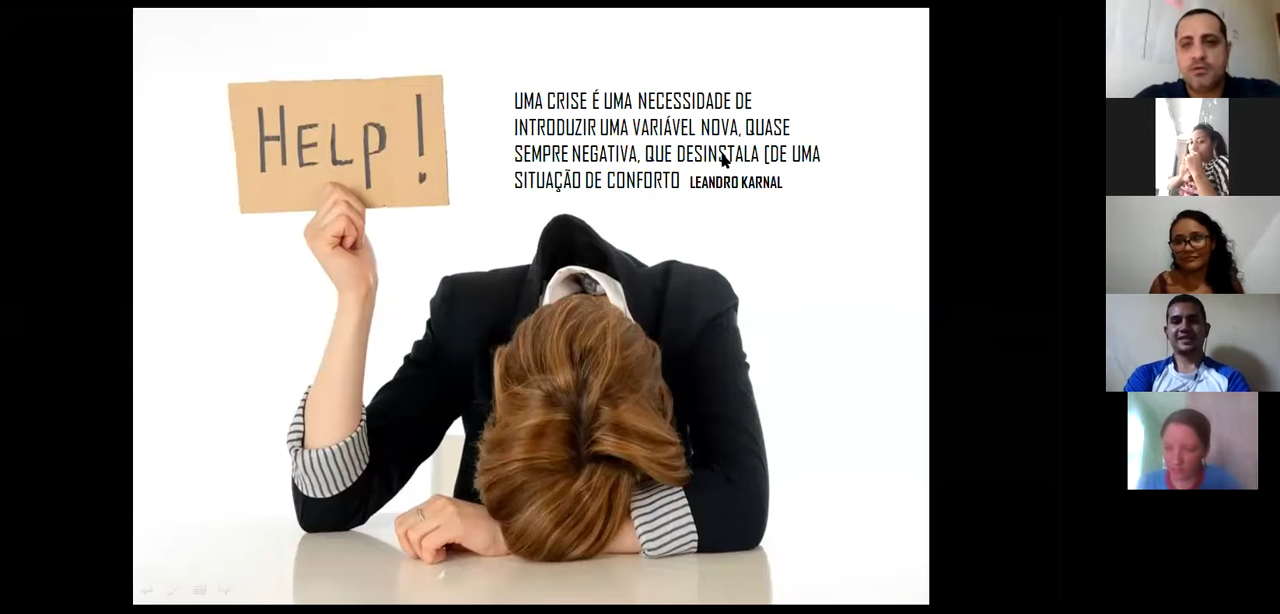 HELP!
UMA CRISE É UMA NECESSIDADE DE
INTRODUZIR UMA VARIÁVEL NOVA, QUASE
SEMPRE NEGATIVA, QUE DESINSTALA (DE UMA
SITUAÇÃO DE CONFORTO LEANDRO KARNAL